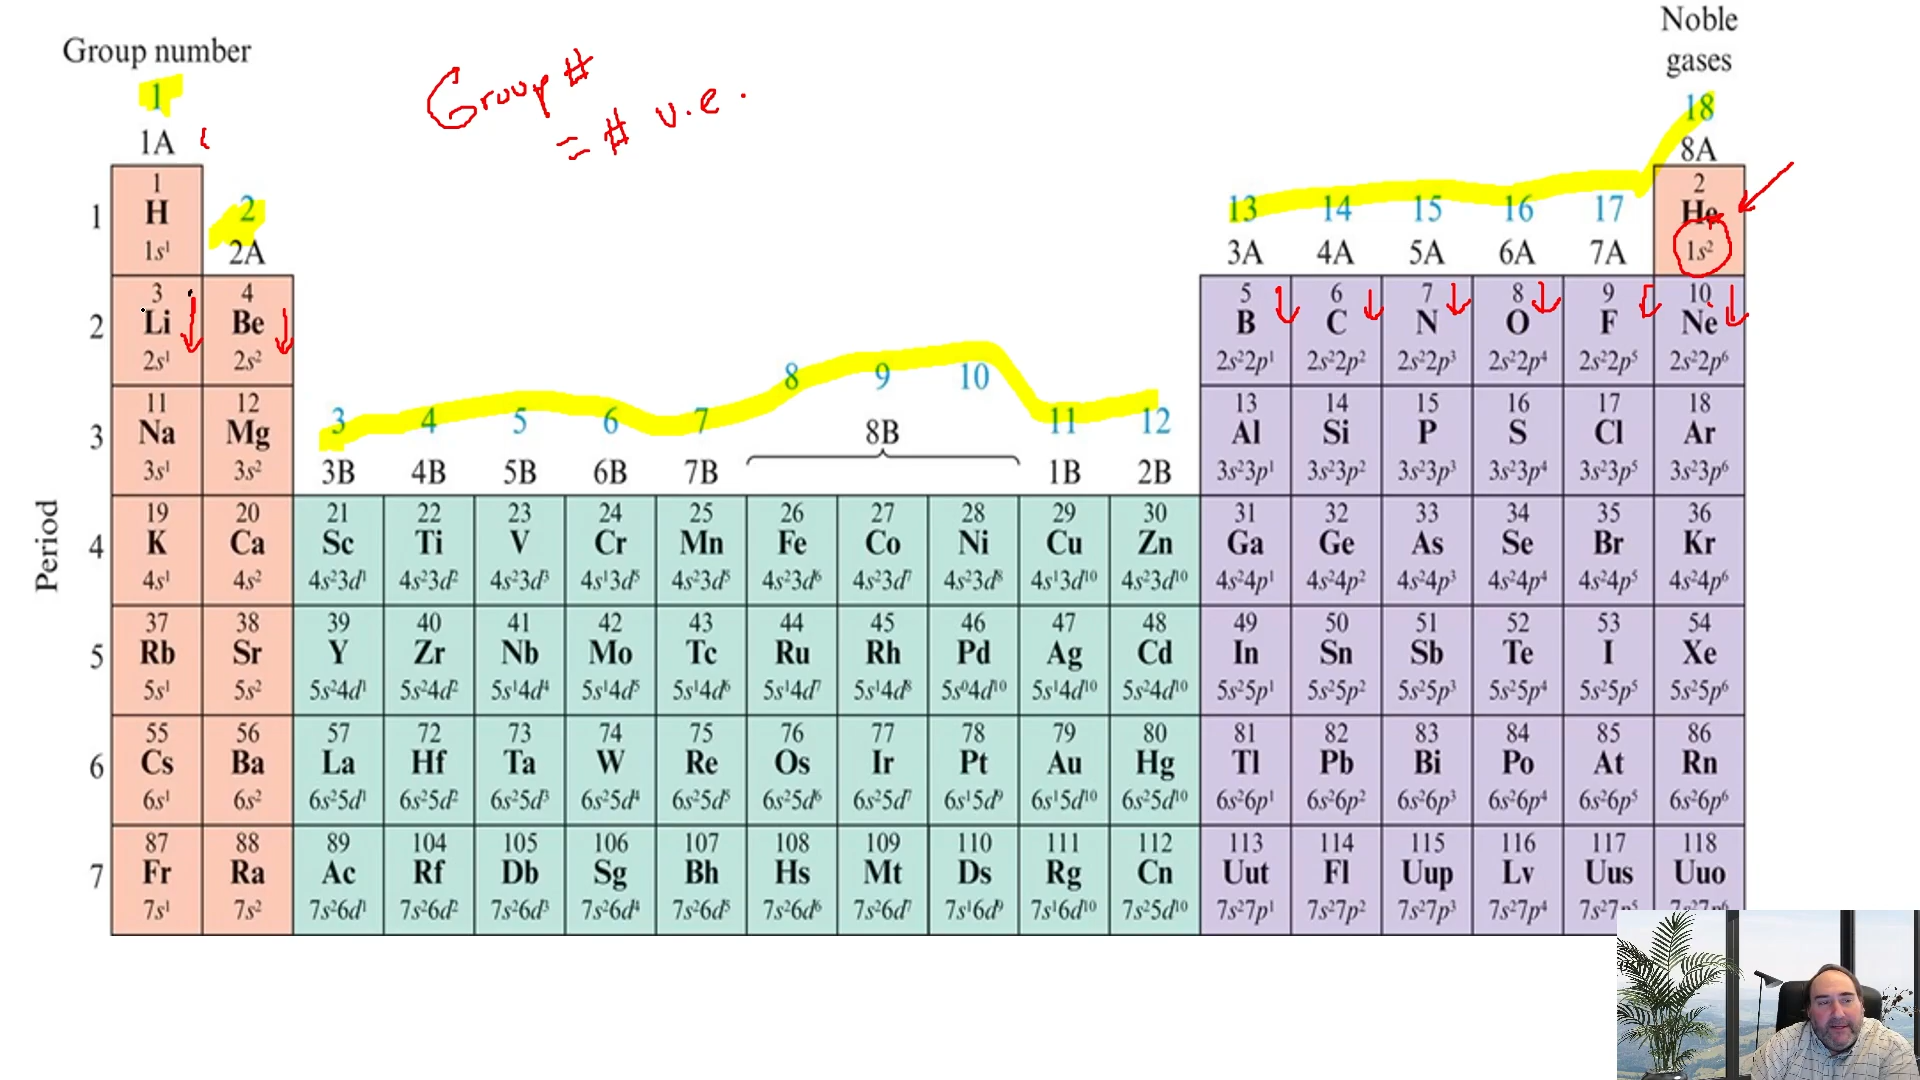 Noble
gases
Group number
Group #
= # v.e.
1 18
1A 8A
1 2
H He
1s¹ 1s²
1
2 13 14 15 16 17
2A 3A 4A 5A 6A 7A
3 4 5 6 7 8 9 10
2 Li Be B C N O F Ne
2s¹ 2s² 2s²2p¹ 2s²2p² 2s²2p³ 2s²2p⁴ 2s²2p⁵ 2s²2p⁶
8 9 10
3 4 5 6 7 11 12
8B
3B 4B 5B 6B 7B 1B 2B
11 12 13 14 15 16 17 18
3 Na Mg Al Si P S Cl Ar
3s¹ 3s² 3s²3p¹ 3s²3p² 3s²3p³ 3s²3p⁴ 3s²3p⁵ 3s²3p⁶
Period
19 20 21 22 23 24 25 26 27 28 29 30 31 32 33 34 35 36
4 K Ca Sc Ti V Cr Mn Fe Co Ni Cu Zn Ga Ge As Se Br Kr
4s¹ 4s² 4s²3d¹ 4s²3d² 4s²3d³ 4s¹3d⁵ 4s²3d⁵ 4s²3d⁶ 4s²3d⁷ 4s²3d⁸ 4s¹3d¹⁰ 4s²3d¹⁰ 4s²4p¹ 4s²4p² 4s²4p³ 4s²4p⁴ 4s²4p⁵ 4s²4p⁶
37 38 39 40 41 42 43 44 45 46 47 48 49 50 51 52 53 54
5 Rb Sr Y Zr Nb Mo Tc Ru Rh Pd Ag Cd In Sn Sb Te I Xe
5s¹ 5s² 5s²4d¹ 5s²4d² 5s¹4d⁴ 5s¹4d⁵ 5s¹4d⁶ 5s¹4d⁷ 5s¹4d⁸ 5s⁰4d¹⁰ 5s¹4d¹⁰ 5s²4d¹⁰ 5s²5p¹ 5s²5p² 5s²5p³ 5s²5p⁴ 5s²5p⁵ 5s²5p⁶
55 56 57 72 73 74 75 76 77 78 79 80 81 82 83 84 85 86
6 Cs Ba La Hf Ta W Re Os Ir Pt Au Hg Tl Pb Bi Po At Rn
6s¹ 6s² 6s²5d¹ 6s²5d² 6s²5d³ 6s²5d⁴ 6s²5d⁵ 6s²5d⁶ 6s²5d⁷ 6s¹5d⁹ 6s¹5d¹⁰ 6s²5d¹⁰ 6s²6p¹ 6s²6p² 6s²6p³ 6s²6p⁴ 6s²6p⁵ 6s²6p⁶
87 88 89 104 105 106 107 108 109 110 111 112 113 114 115 116 117 118
7 Fr Ra Ac Rf Db Sg Bh Hs Mt Ds Rg Cn Uut Fl Uup Lv Uus Uuo
7s¹ 7s² 7s²6d¹ 7s²6d² 7s²6d³ 7s²6d⁴ 7s²6d⁵ 7s²6d⁶ 7s²6d⁷ 7s¹6d⁹ 7s¹6d¹⁰ 7s²5d¹⁰ 7s²7p¹ 7s²7p² 7s²7p³ 7s²7p⁴